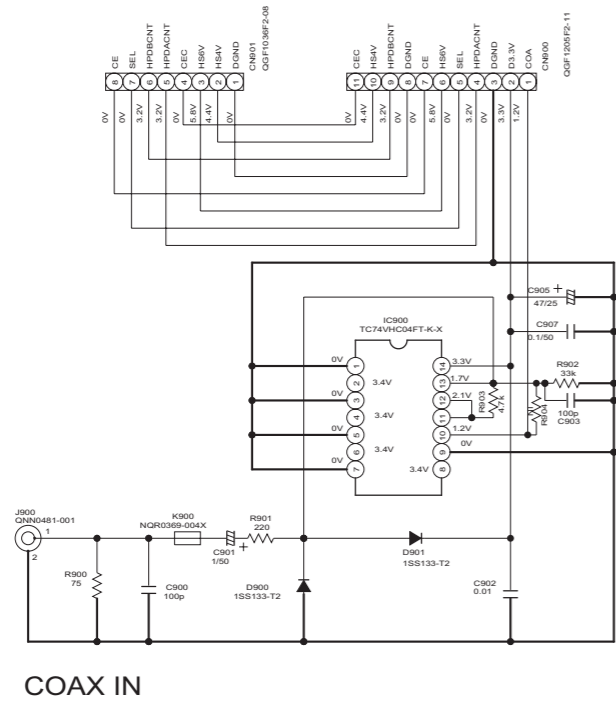 CE
SEL
HPDBCNT
HPDACNT
CEC
HS6V
HS4V
DGND
CN901
QGF1036F2-08
8
7
6
5
4
3
2
1
0V
0V
3.2V
3.2V
0V
5.8V
4.4V
0V
CEC
HS4V
HPDBCNT
DGND
CE
HS6V
SEL
HPDACNT
DGND
D3.3V
COA
CN900
QGF1205F2-11
11
10
9
8
7
6
5
4
3
2
1
0V
4.4V
3.2V
0V
0V
5.8V
0V
3.2V
0V
3.3V
1.2V
C905 +
47/25
C907
0.1/50
IC900
TC74VHC04FT-K-X
0V
1
14
3.3V
2
3.4V
13
1.7V
0V
3
12
2.1V
4
3.4V
11
0V
5
10
1.2V
6
3.4V
9
0V
0V
7
3.4V
8
R903
4.7k
R904
R902
33k
100p
C903
J900
QNN0481-001
1
2
R900
75
C900
100p
K900
NQR0369-004X
C901
1/50
+
R901
220
D900
1SS133-T2
D901
1SS133-T2
C902
0.01
COAX IN